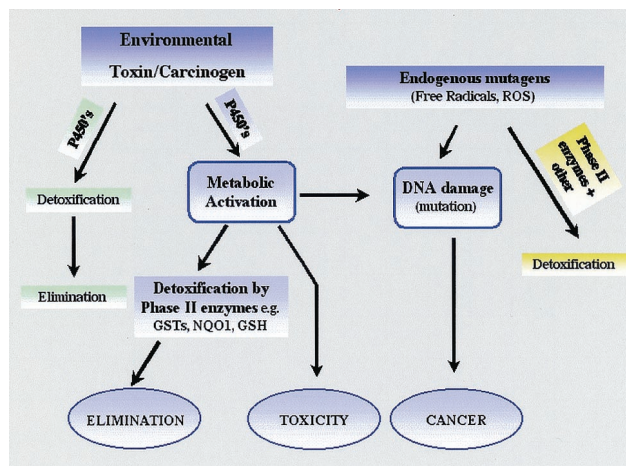 Environmental
Toxin/Carcinogen
Endogenous mutagens
(Free Radicals, ROS)
P450's
P450's
Phase II
enzymes +
other
Detoxification
Metabolic
Activation
DNA damage
(mutation)
Detoxification
Elimination
Detoxification by
Phase II enzymes e.g.
GSTs, NQO1, GSH
ELIMINATION
TOXICITY
CANCER